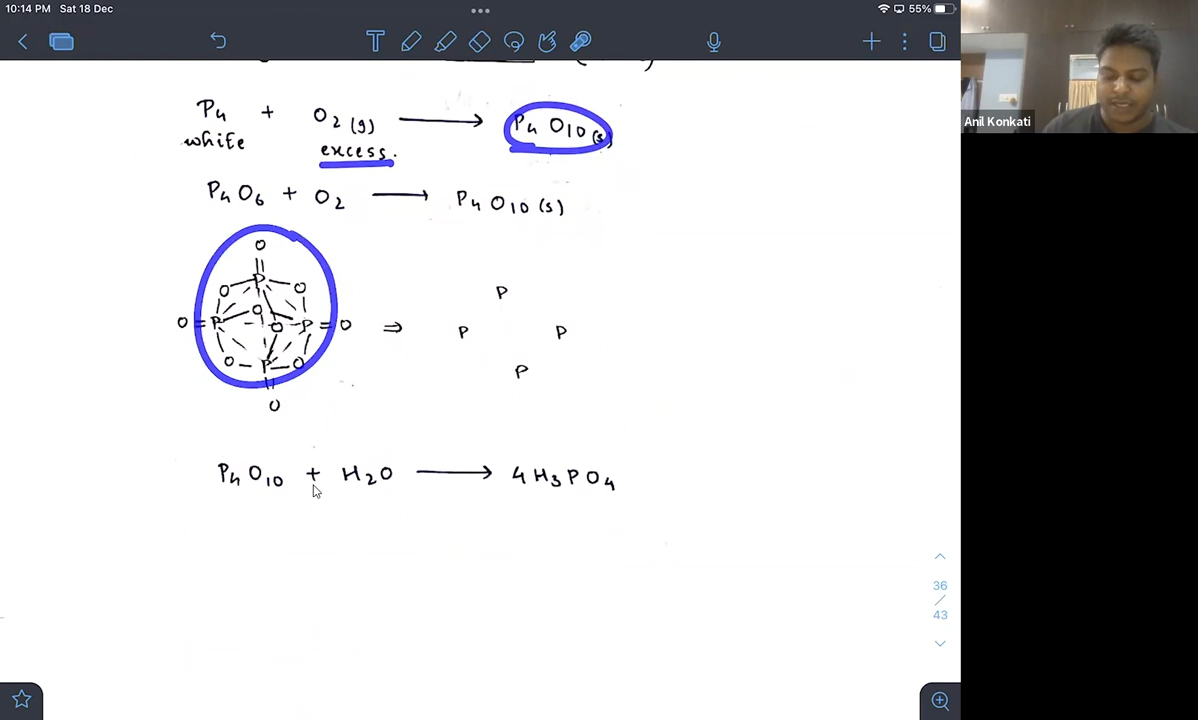 10:14 PM Sat 18 Dec
55%
T
Anil Konkati
P4 + O2 (g) ⟶ P4 O10 (s)
white excess.
P4 O6 + O2 ⟶ P4 O10 (s)
O
P
O O
O = P O O P = O ⇒
O - P - O
O
P
P P
P
P4 O10 + H2O ⟶ 4 H3 P O4
36
/
43